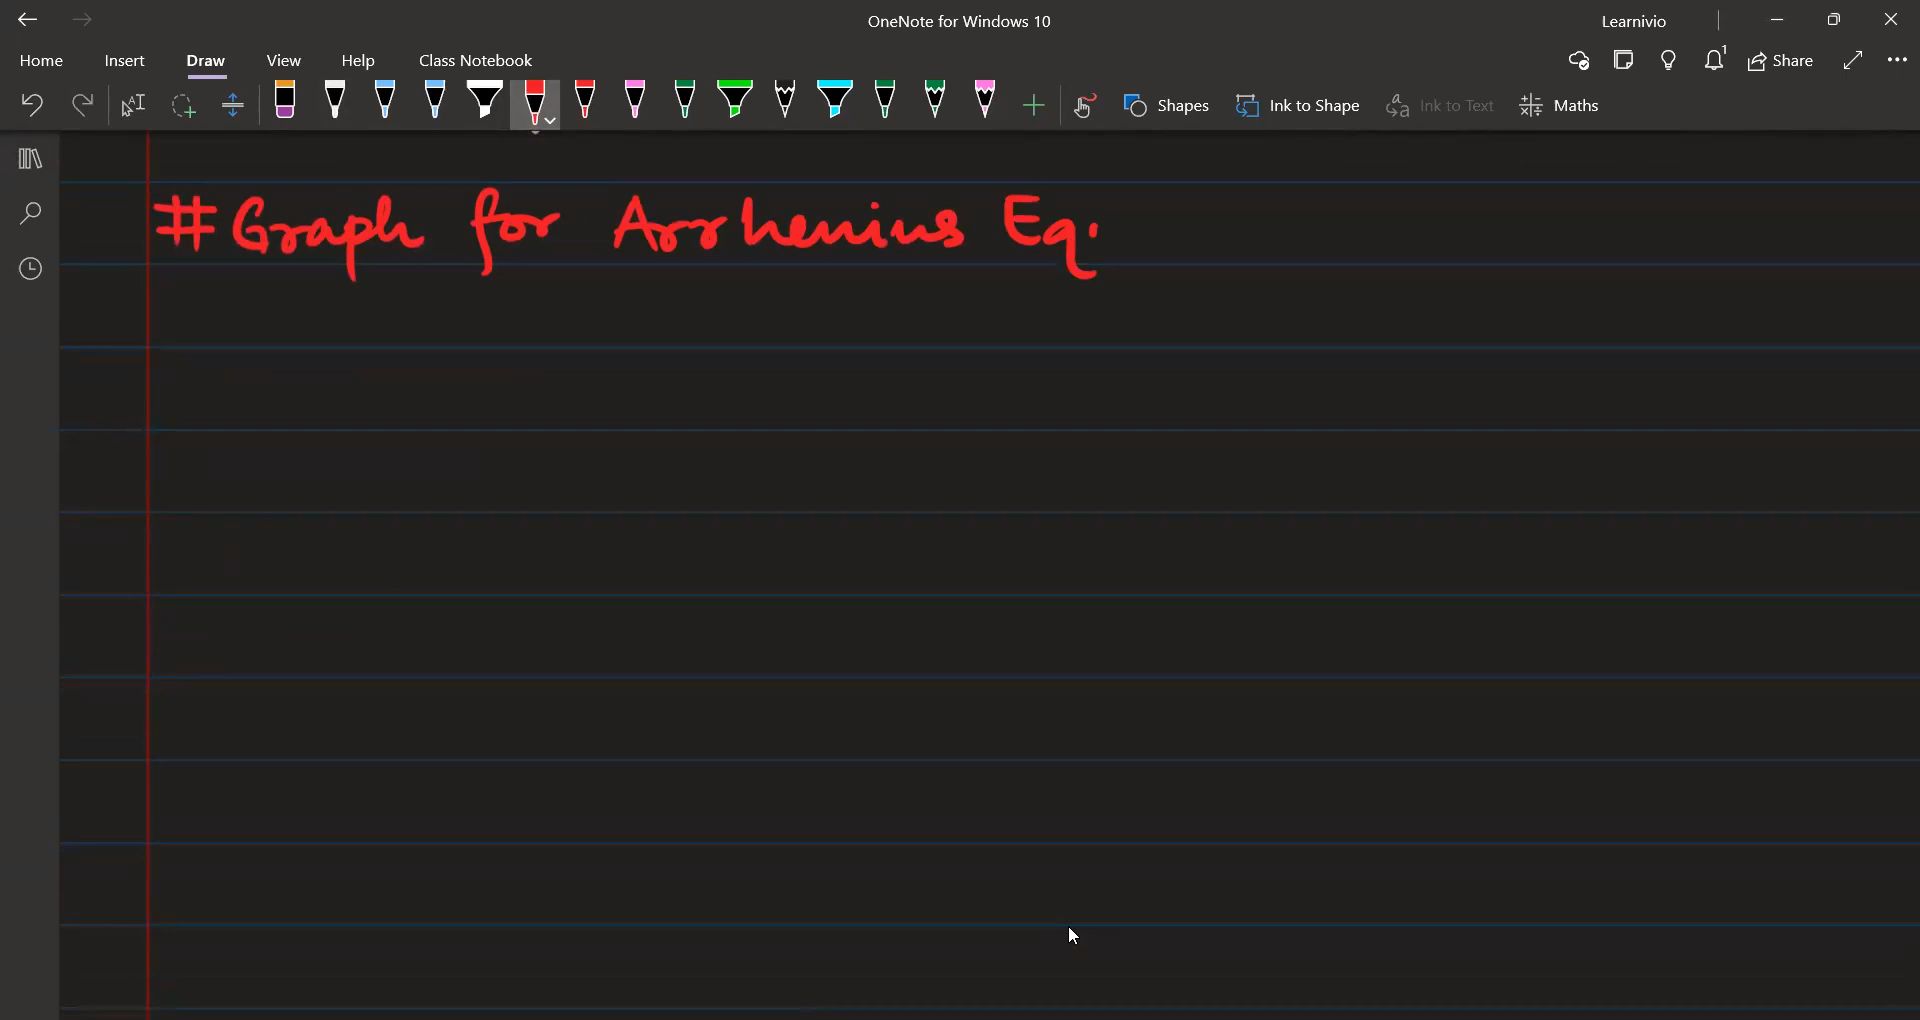 OneNote for Windows 10
Learnivio
Home Insert Draw View Help Class Notebook
1
Share
Shapes Ink to Shape Ink to Text Maths
#Graph for Arrhenius Eq.